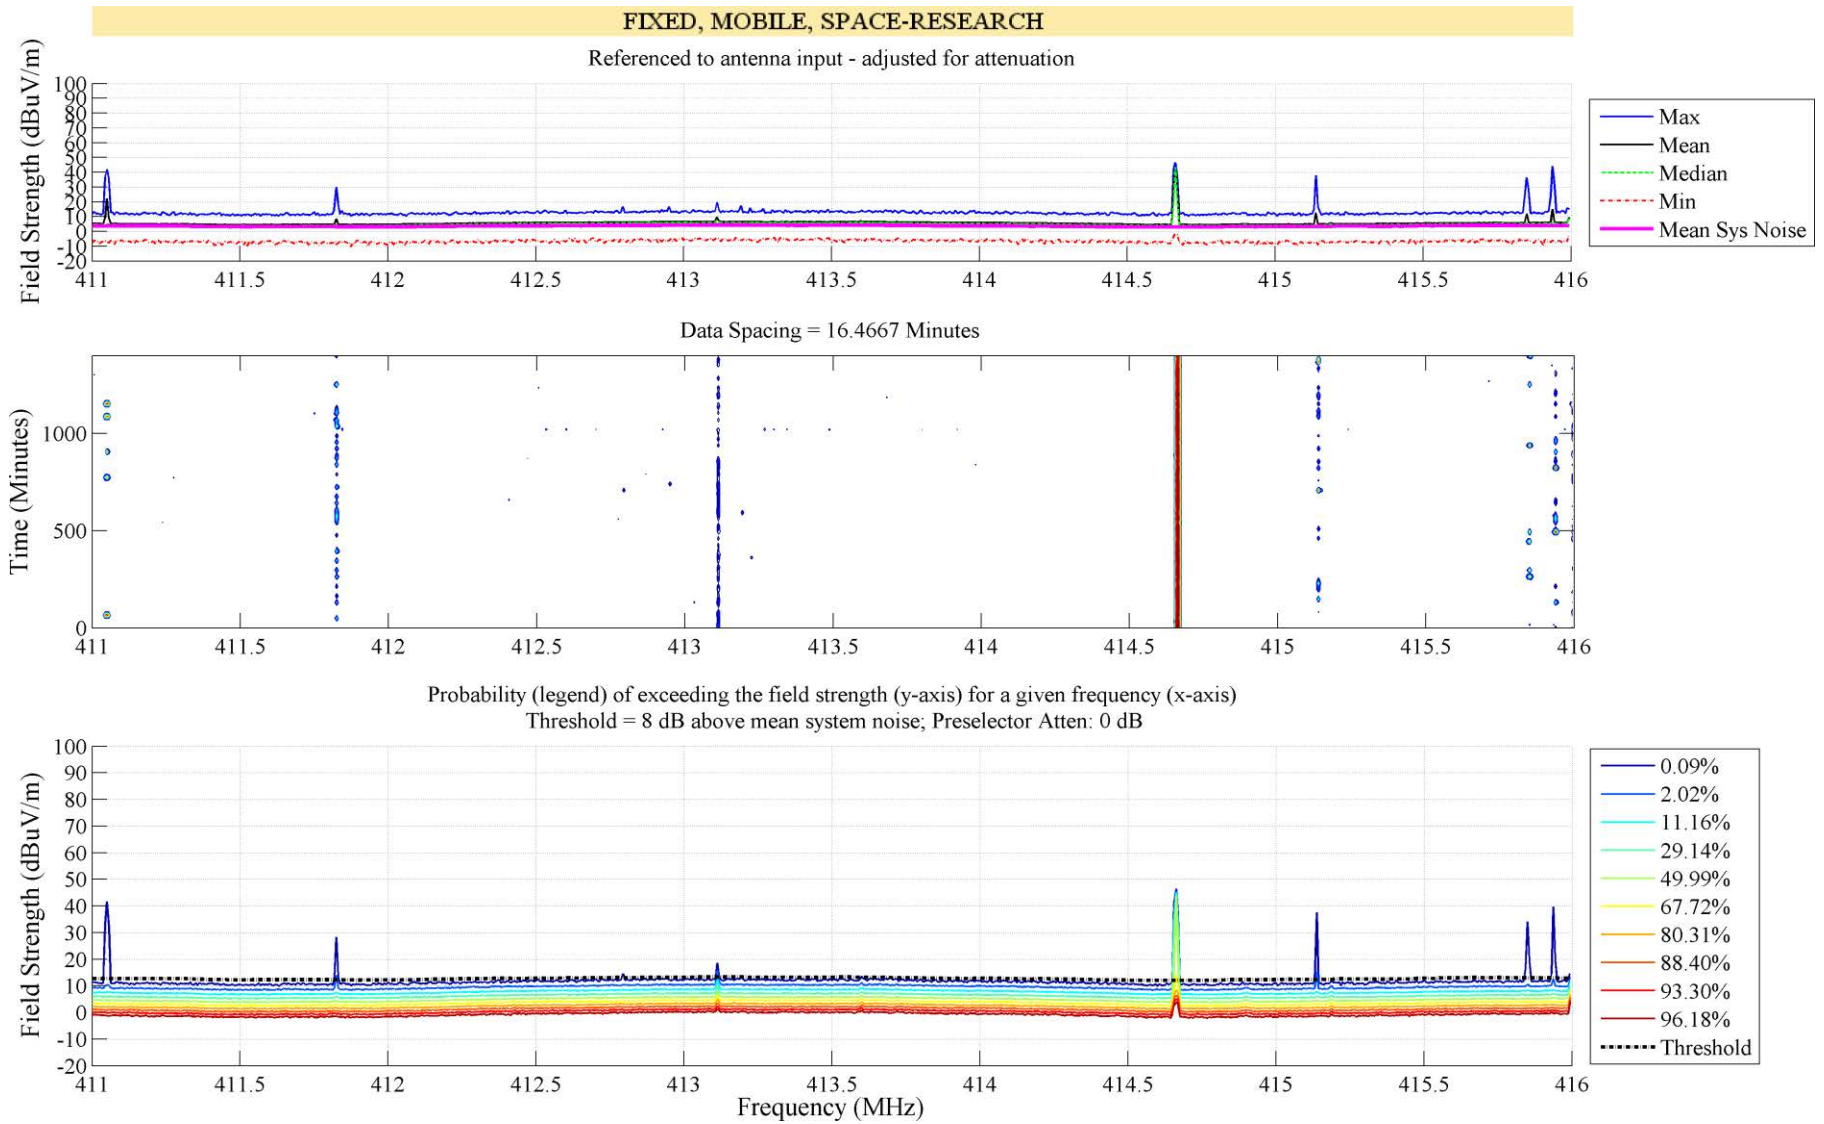 FIXED, MOBILE, SPACE-RESEARCH
Referenced to antenna input - adjusted for attenuation
Field Strength (dBuV/m)
100
90
80
70
60
50
40
30
20
10
0
-10
-20
411 411.5 412 412.5 413 413.5 414 414.5 415 415.5 416
Max
Mean
Median
Min
Mean Sys Noise
Data Spacing = 16.4667 Minutes
Time (Minutes)
1000
500
0
411 411.5 412 412.5 413 413.5 414 414.5 415 415.5 416
Probability (legend) of exceeding the field strength (y-axis) for a given frequency (x-axis)
Threshold = 8 dB above mean system noise; Preselector Atten: 0 dB
Field Strength (dBuV/m)
100
90
80
70
60
50
40
30
20
10
0
-10
-20
411 411.5 412 412.5 413 413.5 414 414.5 415 415.5 416
Frequency (MHz)
0.09%
2.02%
11.16%
29.14%
49.99%
67.72%
80.31%
88.40%
93.30%
96.18%
Threshold